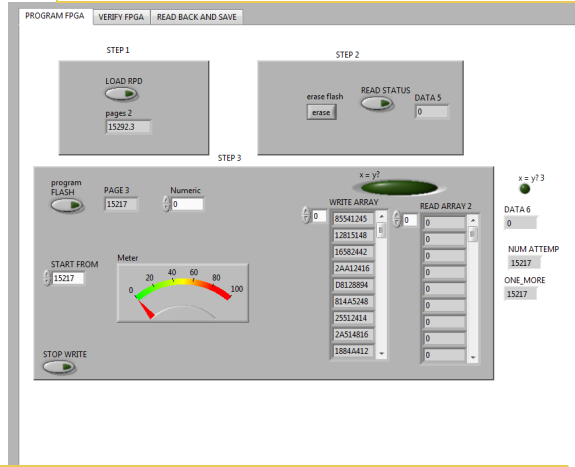 PROGRAM FPGA
VERIFY FPGA
READ BACK AND SAVE
STEP 1
LOAD RPD
pages 2
15292.3
STEP 2
erase flash
erase
READ STATUS
DATA 5
0
STEP 3
program
FLASH
PAGE 3
15217
Numeric
0
START FROM
15217
Meter
0
20
40
60
80
100
STOP WRITE
x = y?
WRITE ARRAY
0
85541245
12815148
16582442
2AA12416
D8128894
814A5248
25512414
2A514816
1884A412
READ ARRAY 2
0
0
0
0
0
0
0
0
0
0
x = y? 3
DATA 6
0
NUM ATTEMP
15217
ONE_MORE
15217